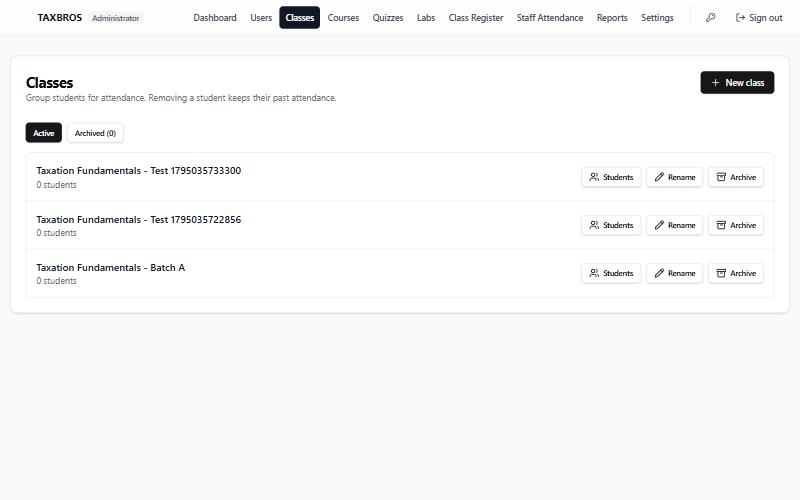 TAXBROS Administrator Dashboard Users Classes Courses Quizzes Labs Class Register Staff Attendance Reports Settings Sign out
Classes
Group students for attendance. Removing a student keeps their past attendance.
+ New class
Active Archived (0)
Taxation Fundamentals - Test 1795035733300
0 students
Students Rename Archive
Taxation Fundamentals - Test 1795035722856
0 students
Students Rename Archive
Taxation Fundamentals - Batch A
0 students
Students Rename Archive